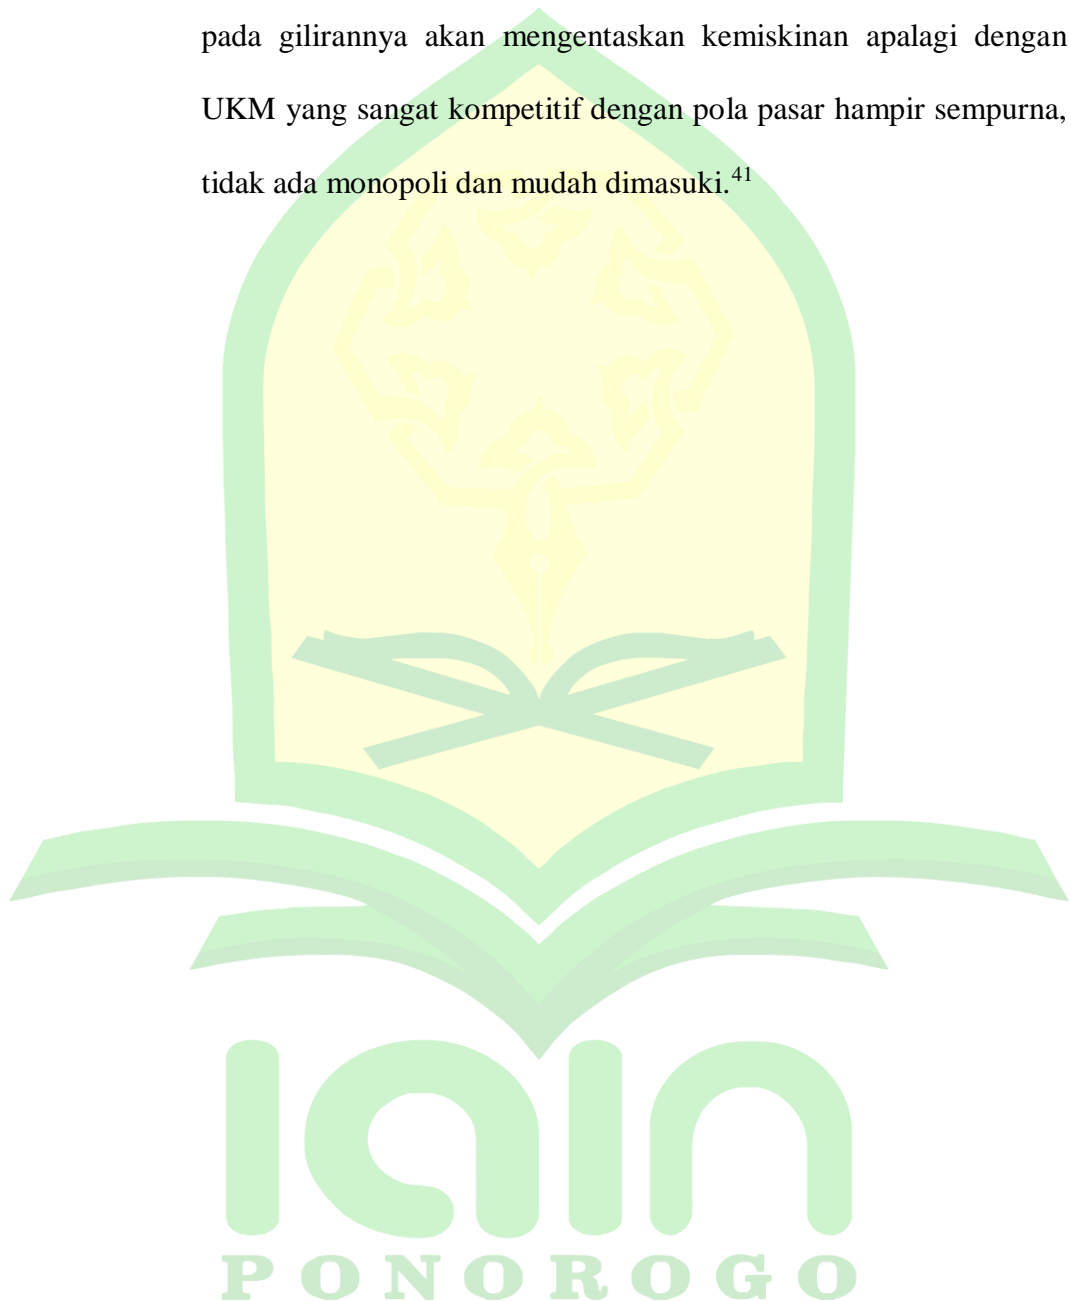 pada gilirannya akan mengentaskan kemiskinan apalagi dengan
UKM yang sangat kompetitif dengan pola pasar hampir sempurna,
tidak ada monopoli dan mudah dimasuki.⁴¹
iain
PONOROGO